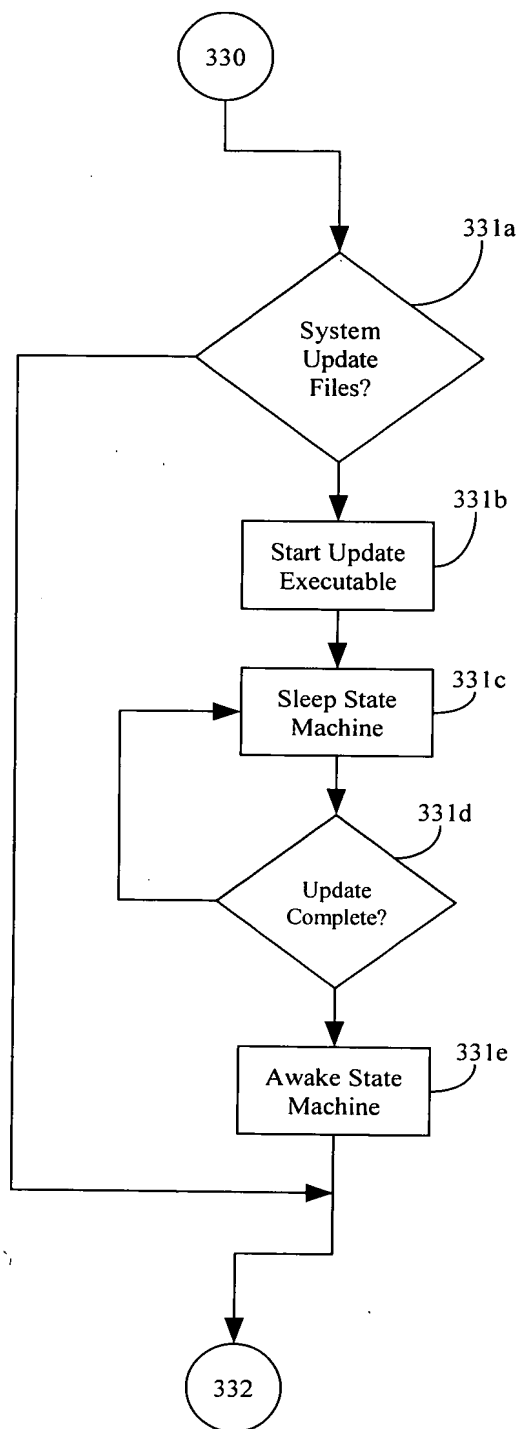 330
331a
System
Update
Files?
331b
Start Update
Executable
331c
Sleep State
Machine
331d
Update
Complete?
331e
Awake State
Machine
332